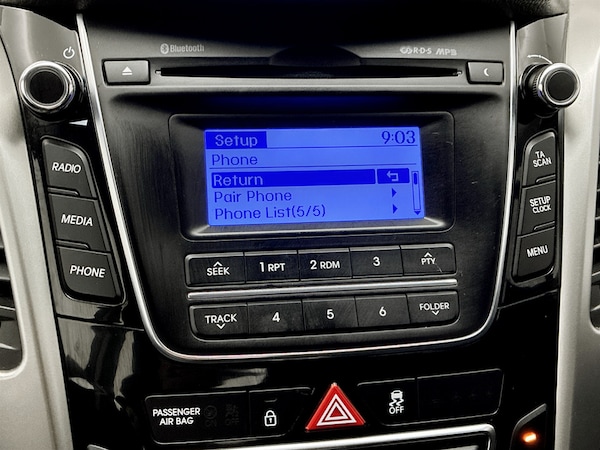 Bluetooth
R·D·S MP3
Setup 9:03
Phone
Return
Pair Phone
Phone List(5/5)
RADIO
MEDIA
PHONE
TA
SCAN
SETUP
CLOCK
MENU
SEEK 1 RPT 2 RDM 3 PTY
TRACK 4 5 6 FOLDER
PASSENGER
AIR BAG
OFF